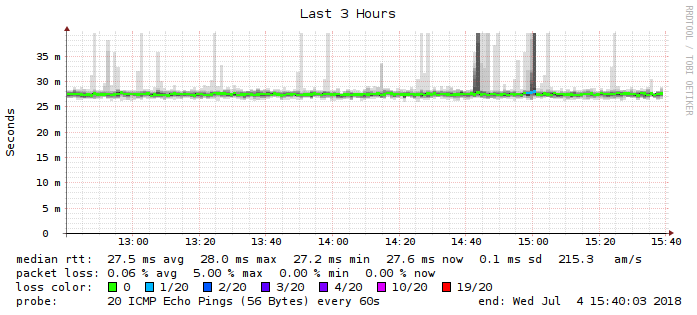 Last 3 Hours
RRDTOOL / TOBI OETIKER
Seconds
35 m
30 m
25 m
20 m
15 m
10 m
5 m
0
13:00 13:20 13:40 14:00 14:20 14:40 15:00 15:20 15:40
median rtt: 27.5 ms avg 28.0 ms max 27.2 ms min 27.6 ms now 0.1 ms sd 215.3 am/s
packet loss: 0.06 % avg 5.00 % max 0.00 % min 0.00 % now
loss color: 0 1/20 2/20 3/20 4/20 10/20 19/20
probe: 20 ICMP Echo Pings (56 Bytes) every 60s end: Wed Jul 4 15:40:03 2018